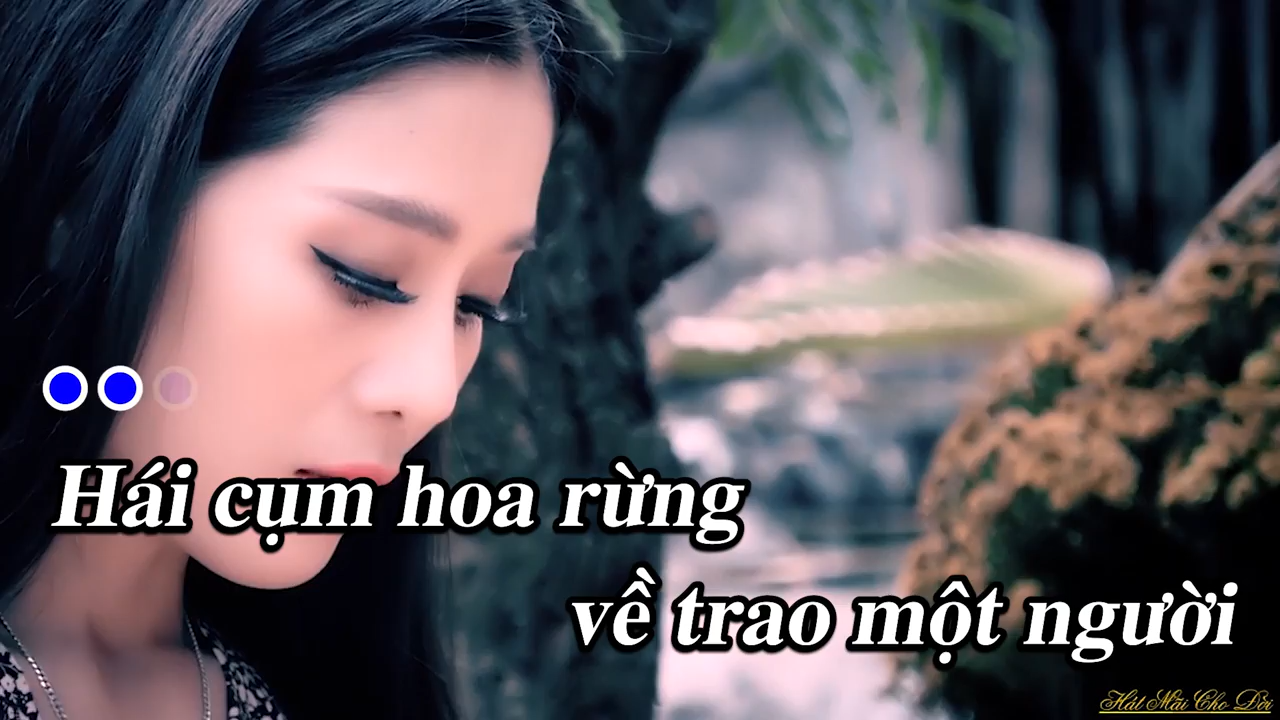 Hái cụm hoa rừng
về trao một người
Hát Mãi Cho Đời